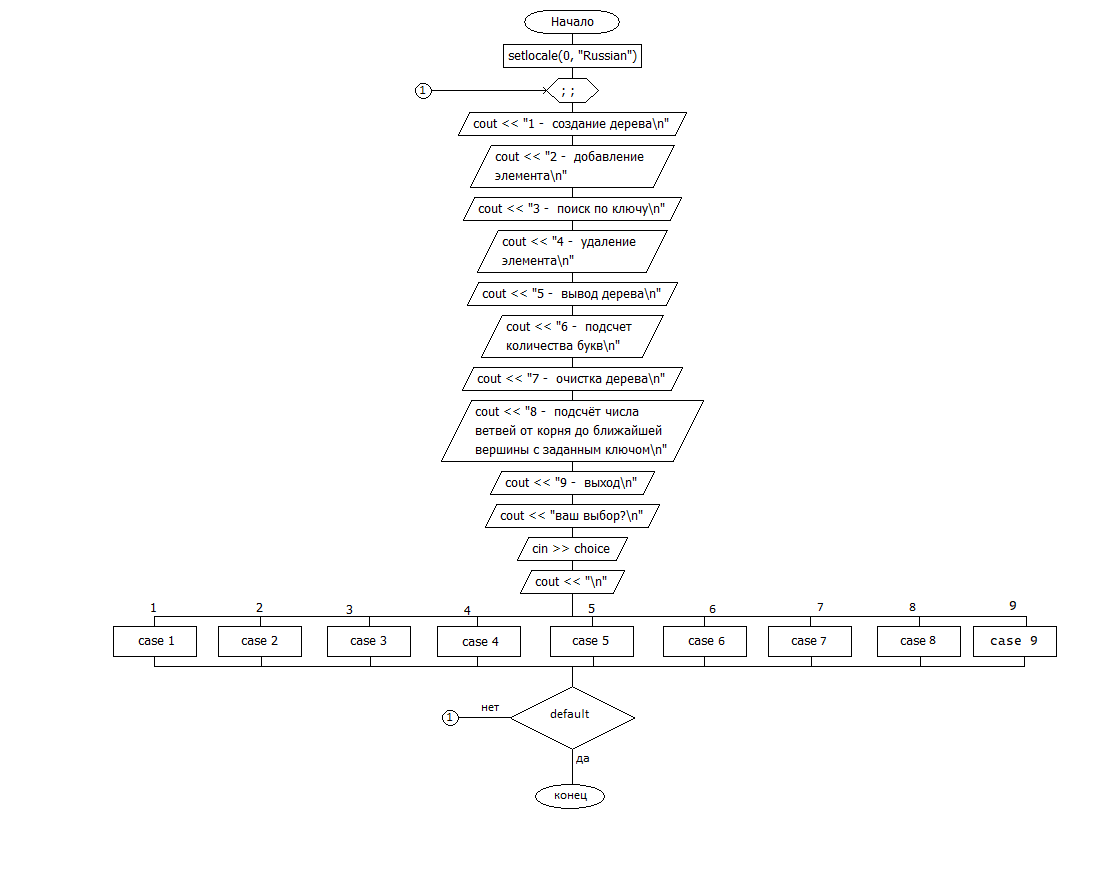 Начало
setlocale(0, "Russian")
1
; ;
cout << "1 -  создание дерева\n"
cout << "2 -  добавление
элемента\n"
cout << "3 -  поиск по ключу\n"
cout << "4 -  удаление
элемента\n"
cout << "5 -  вывод дерева\n"
cout << "6 -  подсчет
количества букв\n"
cout << "7 -  очистка дерева\n"
cout << "8 -  подсчёт числа
ветвей от корня до ближайшей
вершины с заданным ключом\n"
cout << "9 -  выход\n"
cout << "ваш выбор?\n"
cin >> choice
cout << "\n"
1 2 3 4 5 6 7 8 9
case 1 case 2 case 3 case 4 case 5 case 6 case 7 case 8 case 9
нет
1
default
да
конец